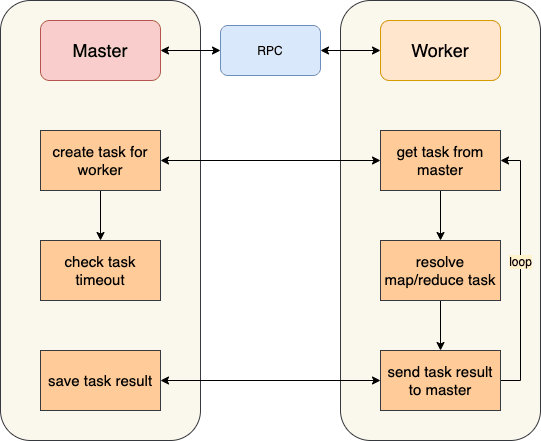 Master
RPC
Worker
create task for
worker
get task from
master
check task
timeout
resolve
map/reduce task
loop
save task result
send task result
to master